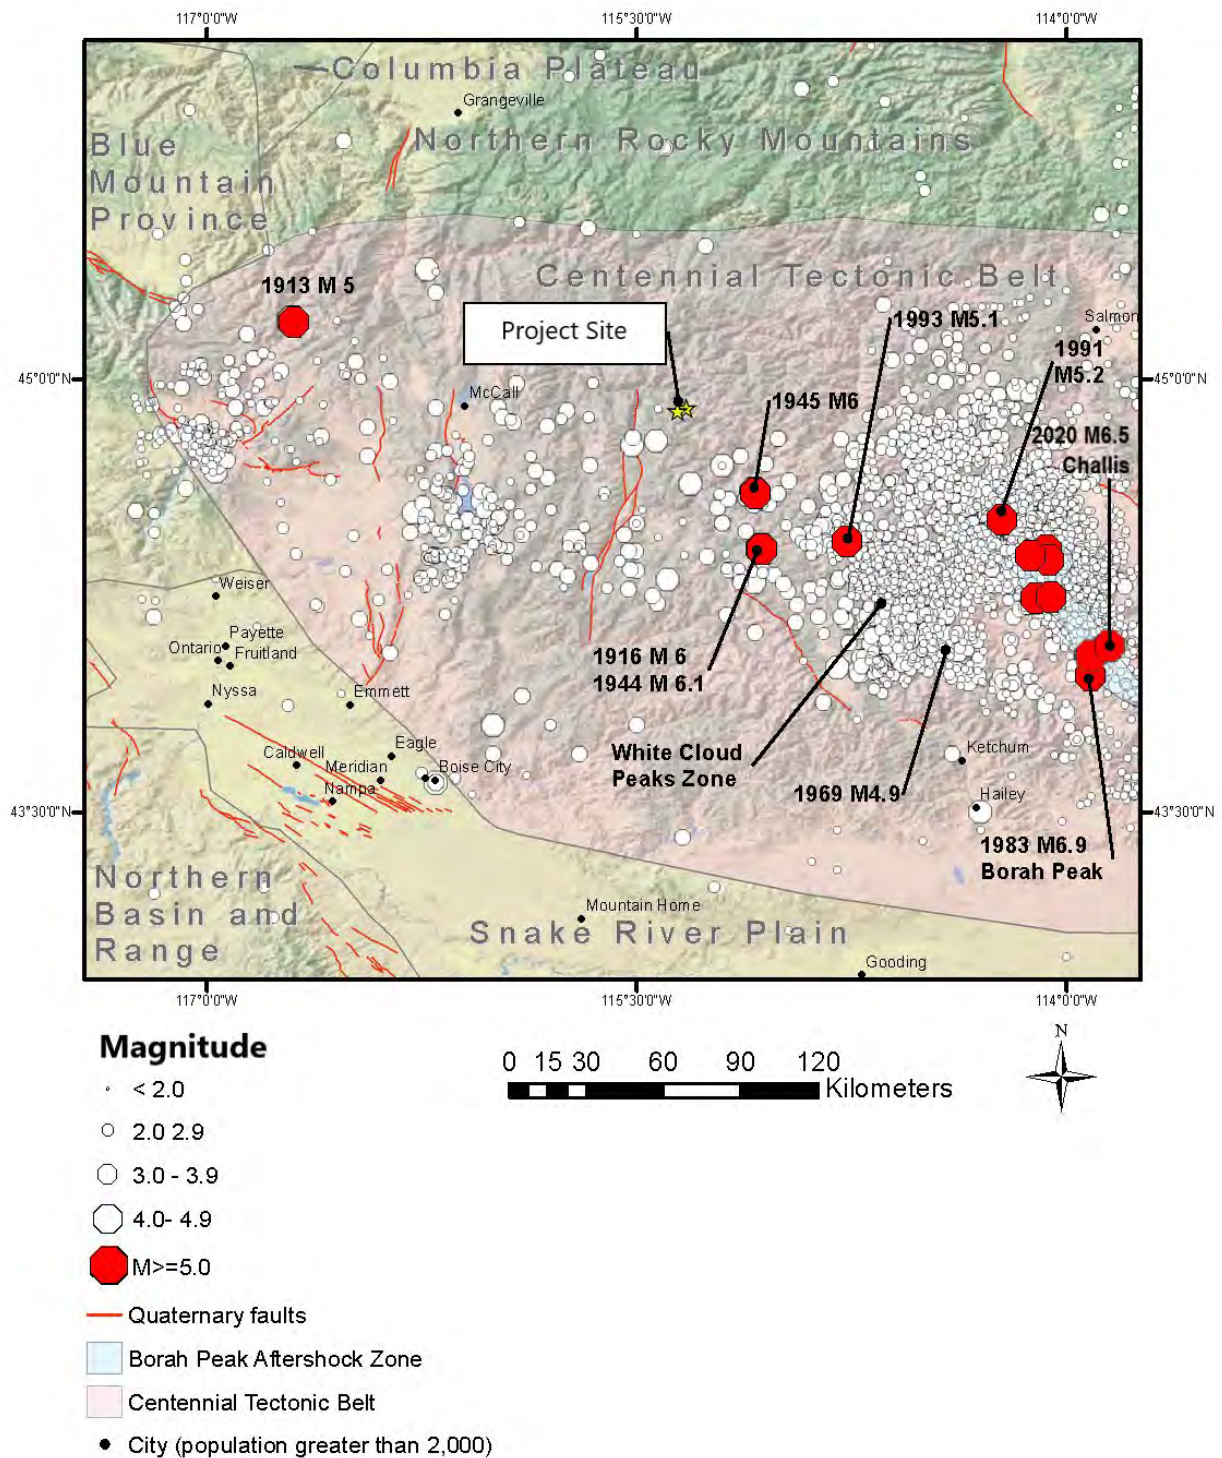 117°0'0"W
115°30'0"W
114°0'0"W
Columbia Plateau
Grangeville
Northern Rocky Mountains
Blue
Mountain
Province
Centennial Tectonic Belt
1913 M 5
Project Site
1993 M5.1
Salmon
1991
M5.2
45°0'0"N
45°0'0"N
McCall
1945 M6
2020 M6.5
Challis
Weiser
Payette
Ontario
Fruitland
Nyssa
Emmett
1916 M 6
1944 M 6.1
White Cloud
Peaks Zone
1969 M4.9
Ketchum
Hailey
Caldwell
Eagle
Meridian
Boise City
Nampa
43°30'0"N
43°30'0"N
1983 M6.9
Borah Peak
Northern
Basin and
Range
Mountain Home
Snake River Plain
Gooding
117°0'0"W
115°30'0"W
114°0'0"W
Magnitude
< 2.0
2.0 2.9
3.0 - 3.9
4.0- 4.9
M>=5.0
Quaternary faults
Borah Peak Aftershock Zone
Centennial Tectonic Belt
City (population greater than 2,000)
0 15 30 60 90 120
Kilometers
N